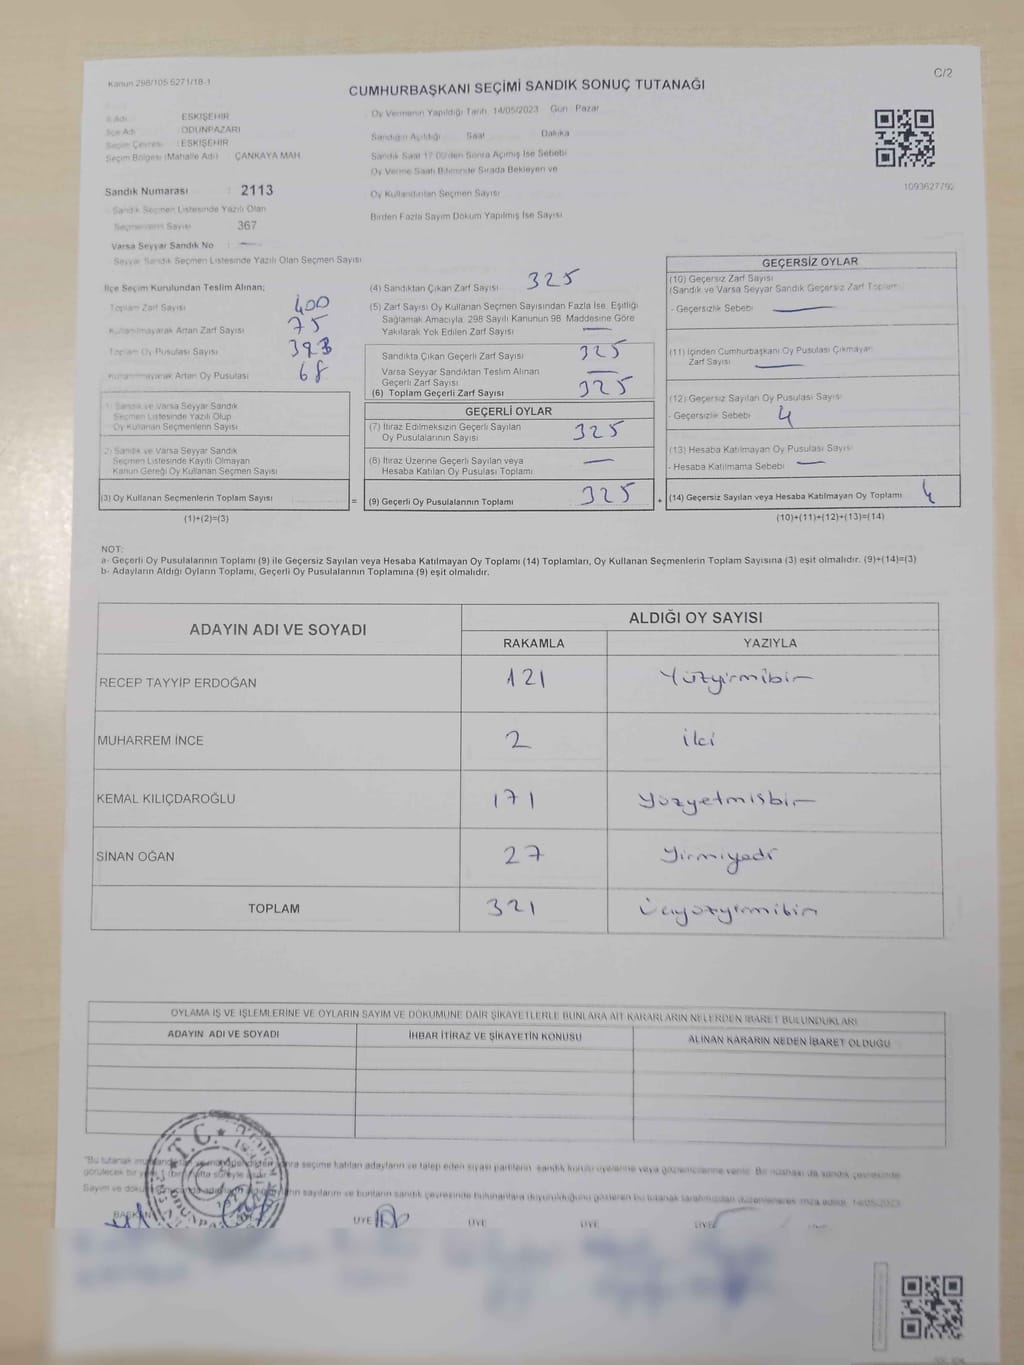 Kanun 298/105 5271/18-1
C/2
CUMHURBAŞKANI SEÇİMİ SANDIK SONUÇ TUTANAĞI
İl Adı : ESKİŞEHİR
İlçe Adı : ODUNPAZARI
Seçim Çevresi : ESKİŞEHİR
Seçim Bölgesi (Mahalle Adı) : ÇANKAYA MAH.
Sandık Numarası : 2113
Sandık Seçmen Listesinde Yazılı Olan
Seçmenlerin Sayısı 367
Varsa Seyyar Sandık No : —
Seyyar Sandık Seçmen Listesinde Yazılı Olan Seçmen Sayısı
Oy Vermenin Yapıldığı Tarih 14/05/2023 Gün Pazar
Sandığın Açıldığı Saat Dakika
Sandık Saat 17.00'den Sonra Açılmış İse Sebebi
Oy Verme Saati Bitiminde Sırada Bekleyen ve
Oy Kullandırılan Seçmen Sayısı
Birden Fazla Sayım Döküm Yapılmış İse Sayısı
1093627792
İlçe Seçim Kurulundan Teslim Alınan;
Toplam Zarf Sayısı 400
Kullanılmayarak Artan Zarf Sayısı 75
Toplam Oy Pusulası Sayısı 393
Kullanılmayarak Artan Oy Pusulası 68
(1) Sandık ve Varsa Seyyar Sandık
Seçmen Listesinde Yazılı Olup
Oy Kullanan Seçmenlerin Sayısı
(2) Sandık ve Varsa Seyyar Sandık
Seçmen Listesinde Kayıtlı Olmayan
Kanun Gereği Oy Kullanan Seçmen Sayısı
(3) Oy Kullanan Seçmenlerin Toplam Sayısı
(1)+(2)=(3)
=
(4) Sandıktan Çıkan Zarf Sayısı 325
(5) Zarf Sayısı Oy Kullanan Seçmen Sayısından Fazla İse, Eşitliği
Sağlamak Amacıyla, 298 Sayılı Kanunun 98. Maddesine Göre
Yakılarak Yok Edilen Zarf Sayısı —
Sandıkta Çıkan Geçerli Zarf Sayısı 325
Varsa Seyyar Sandıktan Teslim Alınan
Geçerli Zarf Sayısı —
(6) Toplam Geçerli Zarf Sayısı 325
GEÇERLİ OYLAR
(7) İtiraz Edilmeksizin Geçerli Sayılan
Oy Pusulalarının Sayısı 325
(8) İtiraz Üzerine Geçerli Sayılan veya
Hesaba Katılan Oy Pusulası Toplamı —
(9) Geçerli Oy Pusulalarının Toplamı 325
+
GEÇERSİZ OYLAR
(10) Geçersiz Zarf Sayısı
(Sandık ve Varsa Seyyar Sandık Geçersiz Zarf Toplamı)
- Geçersizlik Sebebi: —
(11) İçinden Cumhurbaşkanı Oy Pusulası Çıkmayan
Zarf Sayısı —
(12) Geçersiz Sayılan Oy Pusulası Sayısı
- Geçersizlik Sebebi: 4
(13) Hesaba Katılmayan Oy Pusulası Sayısı
- Hesaba Katılmama Sebebi: —
(14) Geçersiz Sayılan veya Hesaba Katılmayan Oy Toplamı 4
(10)+(11)+(12)+(13)=(14)
NOT:
a- Geçerli Oy Pusulalarının Toplamı (9) ile Geçersiz Sayılan veya Hesaba Katılmayan Oy Toplamı (14) Toplamları, Oy Kullanan Seçmenlerin Toplam Sayısına (3) eşit olmalıdır. (9)+(14)=(3)
b- Adayların Aldığı Oyların Toplamı, Geçerli Oy Pusulalarının Toplamına (9) eşit olmalıdır.
ADAYIN ADI VE SOYADI
ALDIĞI OY SAYISI
RAKAMLA YAZIYLA
RECEP TAYYİP ERDOĞAN 121 Yüzyirmibir
MUHARREM İNCE 2 iki
KEMAL KILIÇDAROĞLU 171 Yüzyetmişbir
SİNAN OĞAN 27 Yirmiyedi
TOPLAM 321 Üçyüzyirmibir
OYLAMA İŞ VE İŞLEMLERİNE VE OYLARIN SAYIM VE DÖKÜMÜNE DAİR ŞİKAYETLERLE BUNLARA AİT KARARLARIN NELERDEN İBARET BULUNDUKLARI
ADAYIN ADI VE SOYADI İHBAR İTİRAZ VE ŞİKAYETİN KONUSU ALINAN KARARIN NEDEN İBARET OLDUĞU
"Bu tutanak sonra seçime katılan adayların ve talep eden siyasi partilerin sandık kurulu üyelerine veya gözlemcilerine verilir. Bir nüshası da sandık çevresinde
görülecek bir yere 1 (bir) hafta süreyle asılır.
Sayım ve döküm sayılarını ve bunların sandık çevresinde bulunanlara duyurulduğunu gösteren bu tutanak tarafımızdan düzenlenerek imza edildi. 14/05/2023
BAŞKAN ÜYE ÜYE ÜYE ÜYE
T.C.